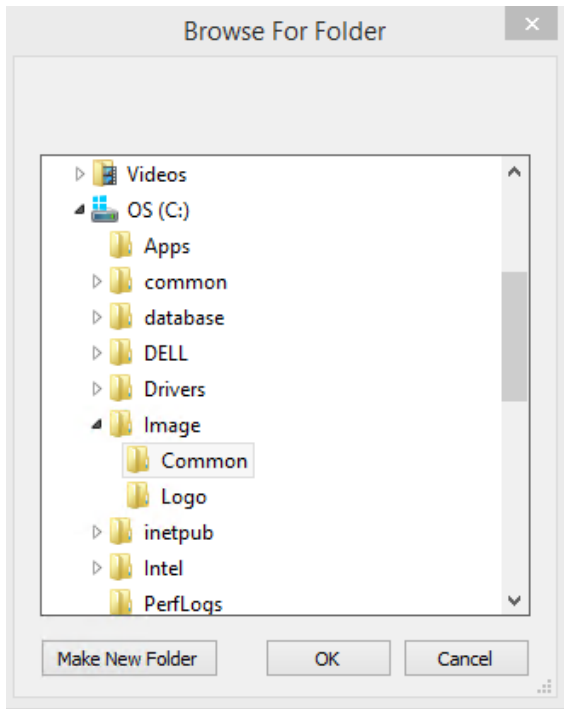 Browse For Folder
Videos
OS (C:)
Apps
common
database
DELL
Drivers
Image
Common
Logo
inetpub
Intel
PerfLogs
Make New Folder OK Cancel